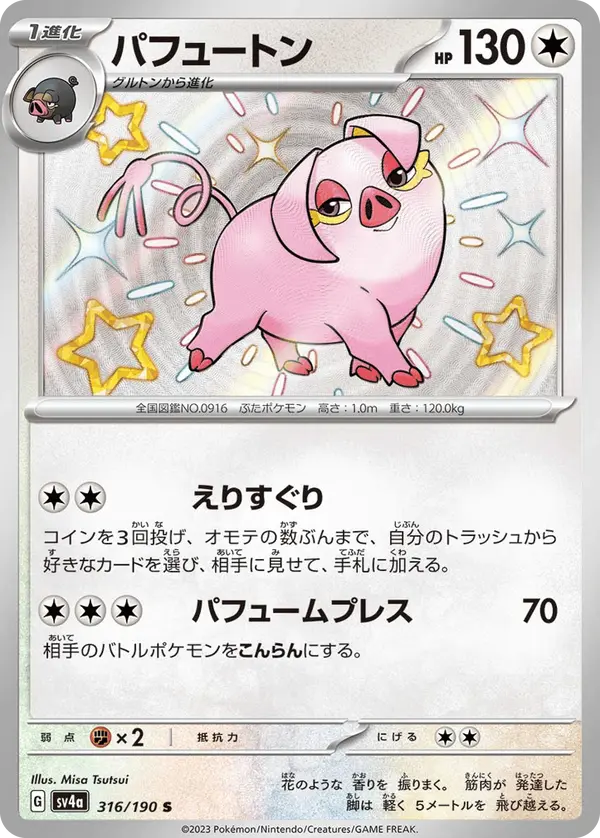 1進化
パフュートン
HP 130
グルトンから進化
全国図鑑NO.0916 ぶたポケモン 高さ：1.0m 重さ：120.0kg
えりすぐり
コインを3回投げ、オモテの数ぶんまで、自分のトラッシュから
好きなカードを選び、相手に見せて、手札に加える。
パフュームプレス 70
相手のバトルポケモンをこんらんにする。
弱点 ×2 抵抗力 にげる
Illus. Misa Tsutsui
G sv4a 316/190 S
花のような 香りを 振りまく。 筋肉が 発達した
脚は 軽く 5メートルを 飛び越える。
©2023 Pokémon/Nintendo/Creatures/GAME FREAK.